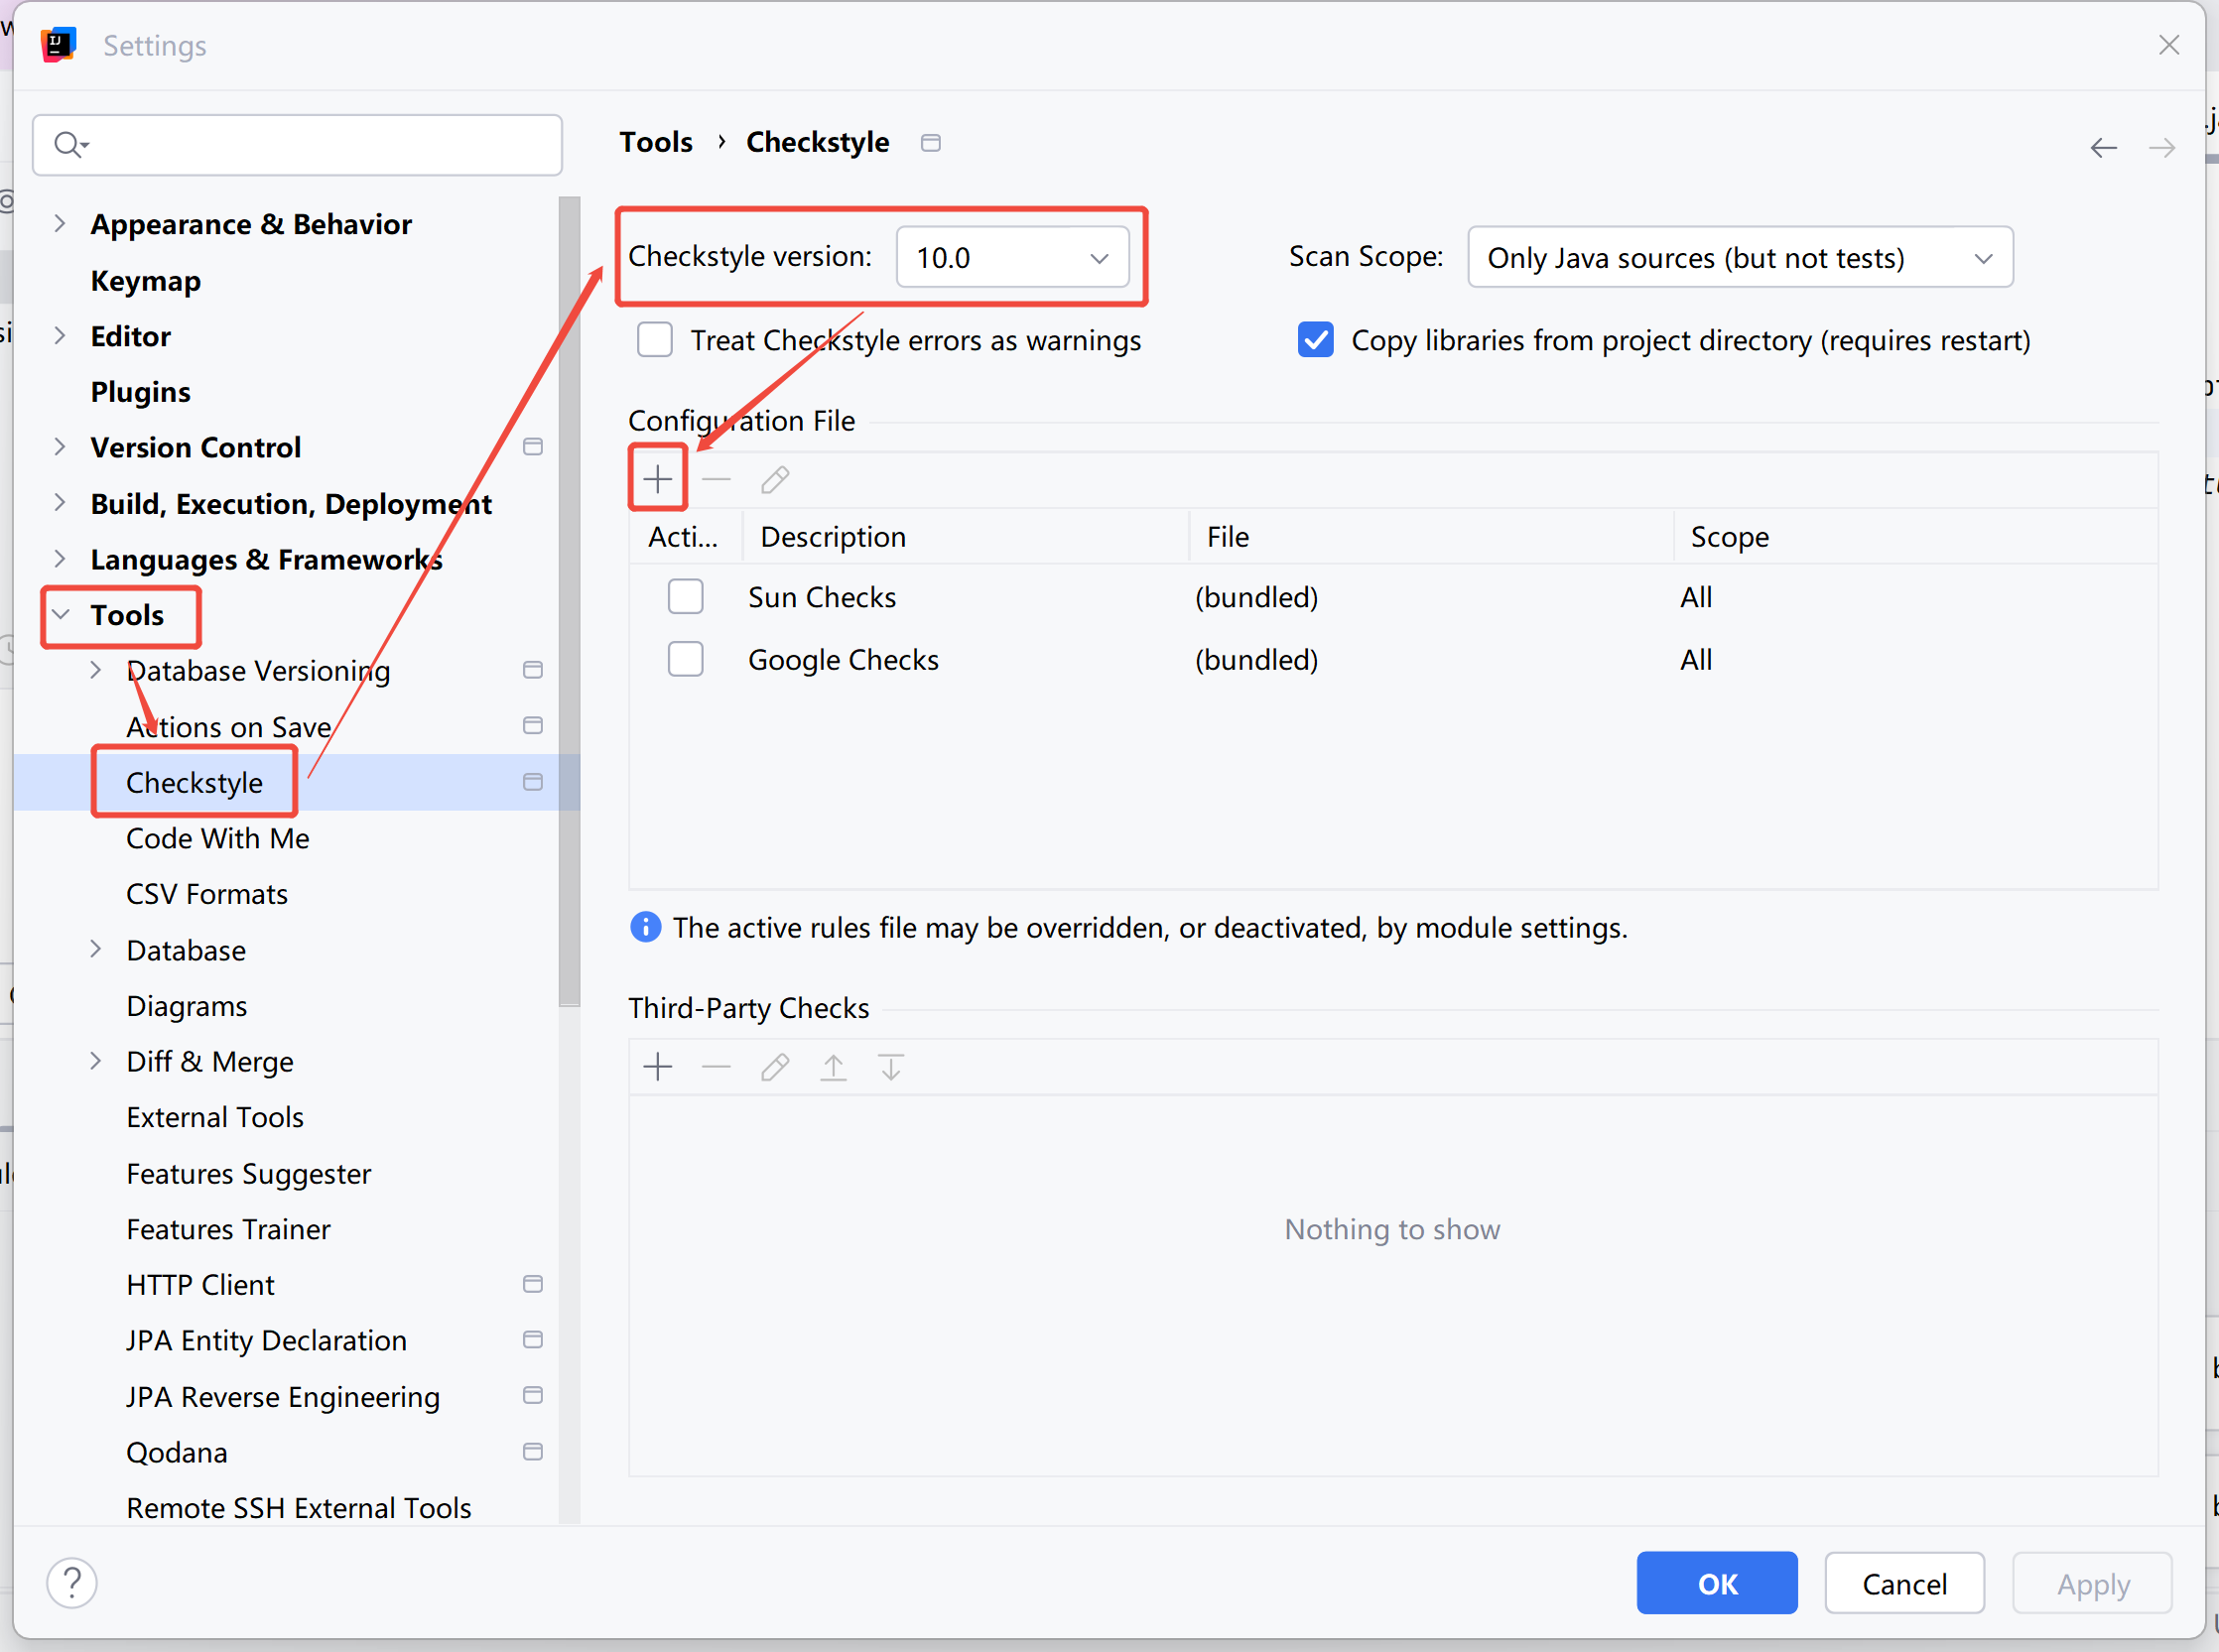 Settings
Appearance & Behavior
Keymap
Editor
Plugins
Version Control
Build, Execution, Deployment
Languages & Frameworks
Tools
Database Versioning
Actions on Save
Checkstyle
Code With Me
CSV Formats
Database
Diagrams
Diff & Merge
External Tools
Features Suggester
Features Trainer
HTTP Client
JPA Entity Declaration
JPA Reverse Engineering
Qodana
Remote SSH External Tools
Tools › Checkstyle
Checkstyle version: 10.0
Scan Scope: Only Java sources (but not tests)
Treat Checkstyle errors as warnings
Copy libraries from project directory (requires restart)
Configuration File
Acti... Description File Scope
Sun Checks (bundled) All
Google Checks (bundled) All
The active rules file may be overridden, or deactivated, by module settings.
Third-Party Checks
Nothing to show
? OK Cancel Apply